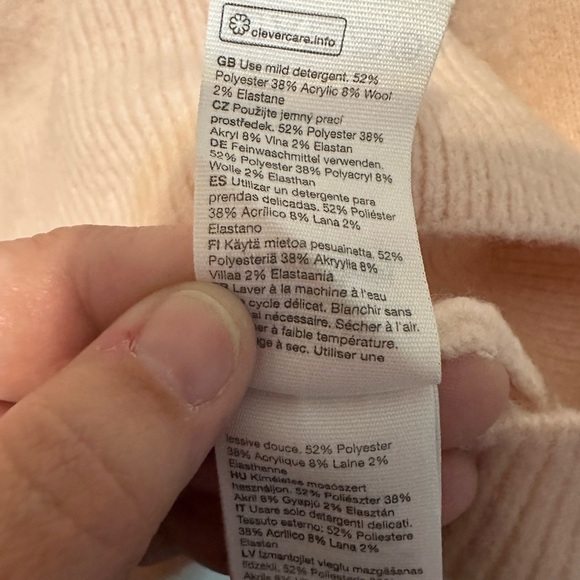 clevercare.info
GB Use mild detergent. 52%
Polyester 38% Acrylic 8% Wool
2% Elastane
CZ Použijte jemný prací
prostředek. 52% Polyester 38%
Akryl 8% Vlna 2% Elastan
DE Feinwaschmittel verwenden.
52% Polyester 38% Polyacryl 8%
Wolle 2% Elasthan
ES Utilizar un detergente para
prendas delicadas. 52% Poliéster
38% Acrílico 8% Lana 2%
Elastano
FI Käytä mietoa pesuainetta. 52%
Polyesteriä 38% Akryylia 8%
Villaa 2% Elastaania
Laver à la machine à l'eau
cycle délicat. Blanchir sans
nécessaire. Sécher à l'air.
à faible température.
à sec. Utiliser une
lessive douce. 52% Polyester
38% Acrylique 8% Laine 2%
Elasthanne
HU Kíméletes mosószert
használjon. 52% Poliészter 38%
Akril 8% Gyapjú 2% Elasztán
IT Usare solo detergenti delicati.
Tessuto esterno: 52% Poliestere
38% Acrilico 8% Lana 2%
Elastan
LV Izmantojiet vieglu mazgāšanas
līdzekli. 52%